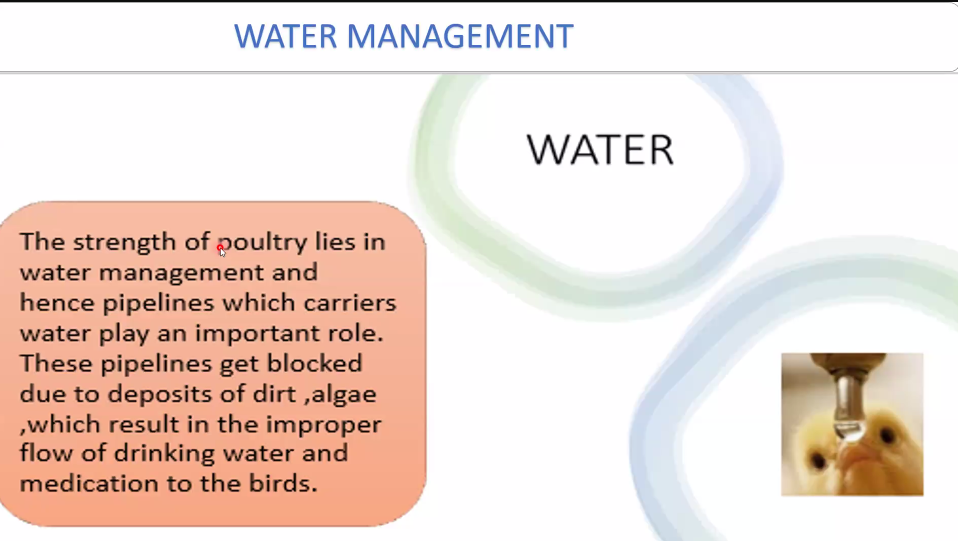 WATER MANAGEMENT
WATER
The strength of poultry lies in
water management and
hence pipelines which carriers
water play an important role.
These pipelines get blocked
due to deposits of dirt ,algae
,which result in the improper
flow of drinking water and
medication to the birds.